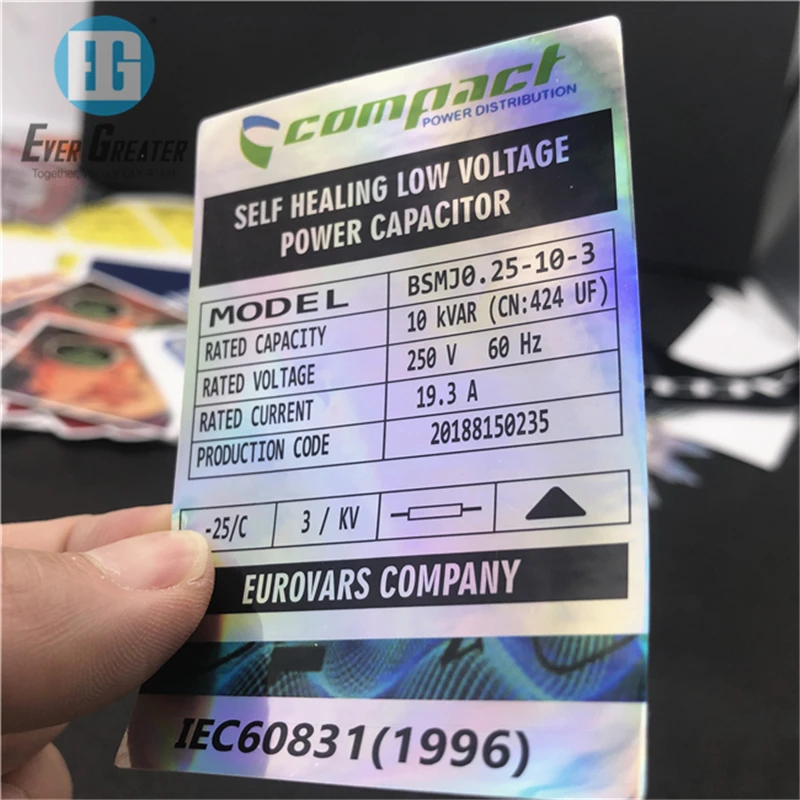 EG
EVER GREATER
Together,
compact
POWER DISTRIBUTION
SELF HEALING LOW VOLTAGE
POWER CAPACITOR
MODEL BSMJ0.25-10-3
RATED CAPACITY 10 kVAR (CN:424 UF)
RATED VOLTAGE 250 V 60 Hz
RATED CURRENT 19.3 A
PRODUCTION CODE 20188150235
-25/C 3 / KV
EUROVARS COMPANY
IEC60831(1996)